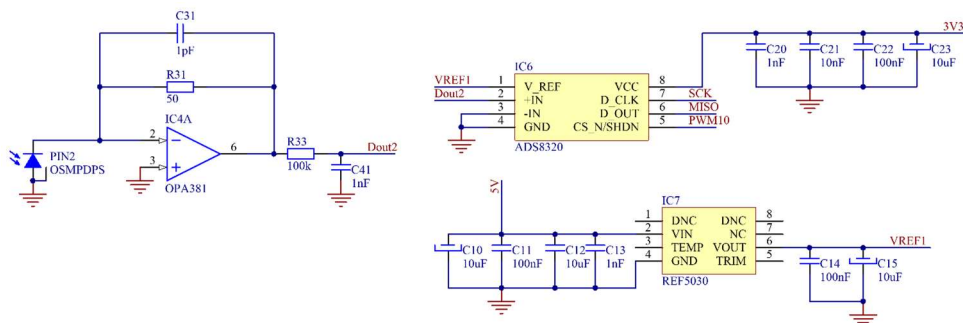 C31
1pF
R31
50
IC4A
2
6
3
OPA381
PIN2
OSMPDPS
R33
100k
Dout2
C41
1nF
3V3
C20
1nF
C21
10nF
C22
100nF
C23
10uF
IC6
VREF1 1 V_REF VCC 8
Dout2 2 +IN D_CLK 7 SCK
3 -IN D_OUT 6 MISO
4 GND CS_N/SHDN 5 PWM10
ADS8320
5V
C10
10uF
C11
100nF
C12
10uF
C13
1nF
IC7
1 DNC DNC 8
2 VIN NC 7
3 TEMP VOUT 6 VREF1
4 GND TRIM 5
REF5030
C14
100nF
C15
10uF